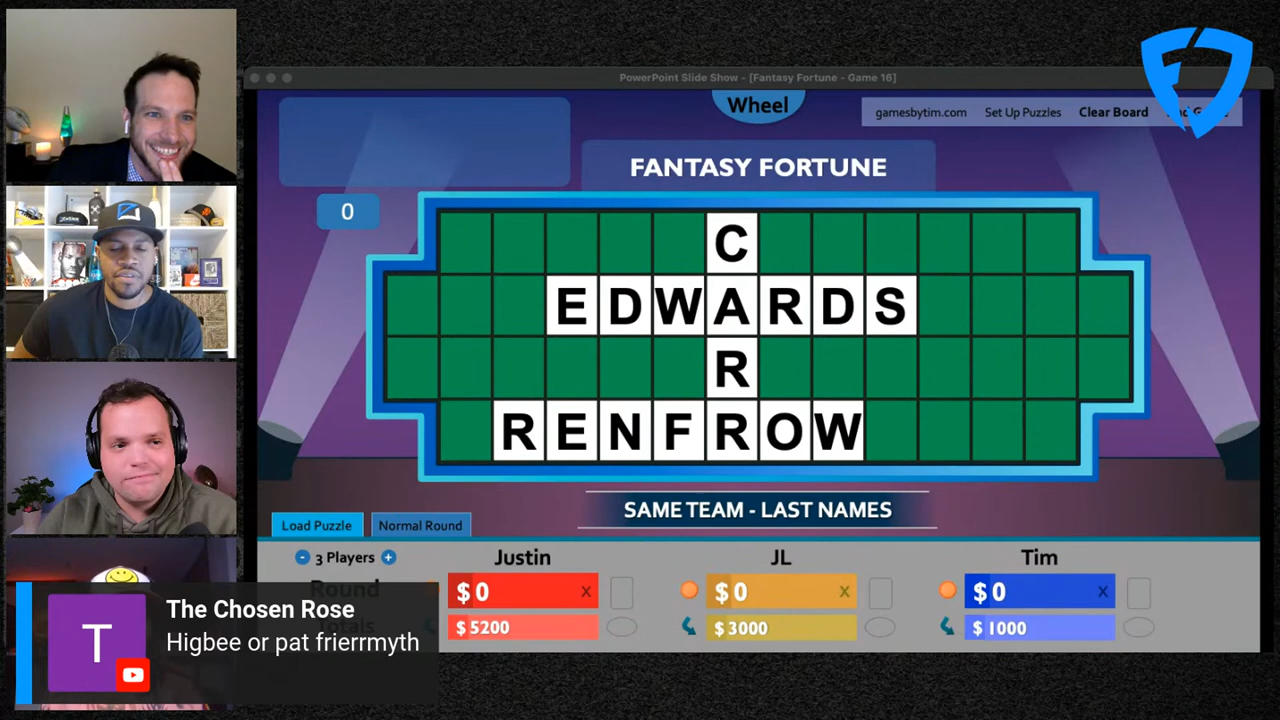 PowerPoint Slide Show - [Fantasy Fortune - Game 16]
Wheel
gamesbytim.com Set Up Puzzles Clear Board
FANTASY FORTUNE
0
C
EDWARDS
R
RENFROW
SAME TEAM - LAST NAMES
Load Puzzle Normal Round
- 3 Players + Justin JL Tim
Round $0 x $0 x $0 x
Totals $5200 $3000 $1000
T
The Chosen Rose
Higbee or pat frierrmyth